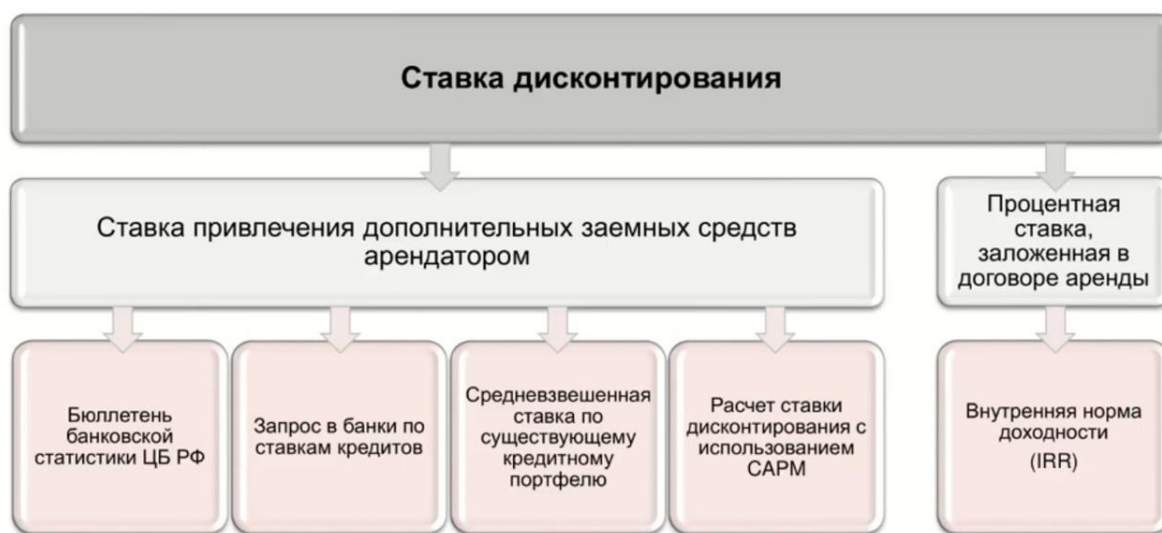 Ставка дисконтирования
Ставка привлечения дополнительных заемных средств
арендатором
Процентная
ставка,
заложенная в
договоре аренды
Бюллетень
банковской
статистики ЦБ РФ
Запрос в банки по
ставкам кредитов
Средневзвешенная
ставка по
существующему
кредитному
портфелю
Расчет ставки
дисконтирования с
использованием
CAPM
Внутренняя норма
доходности
(IRR)